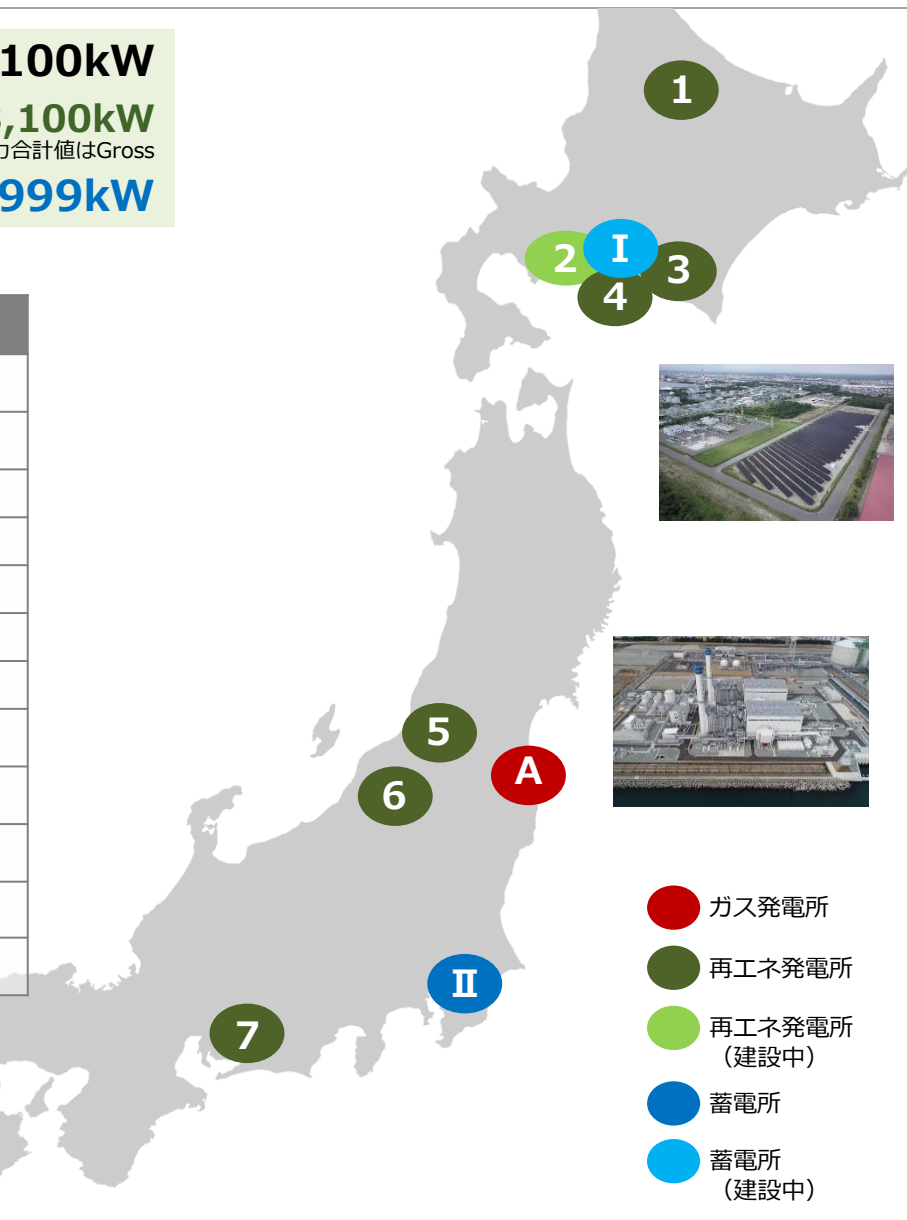 100kW
,100kW
合計値はGross
999kW
1
2
I
3
4
5
A
6
II
7
ガス発電所
再エネ発電所
再エネ発電所
（建設中）
蓄電所
蓄電所
（建設中）